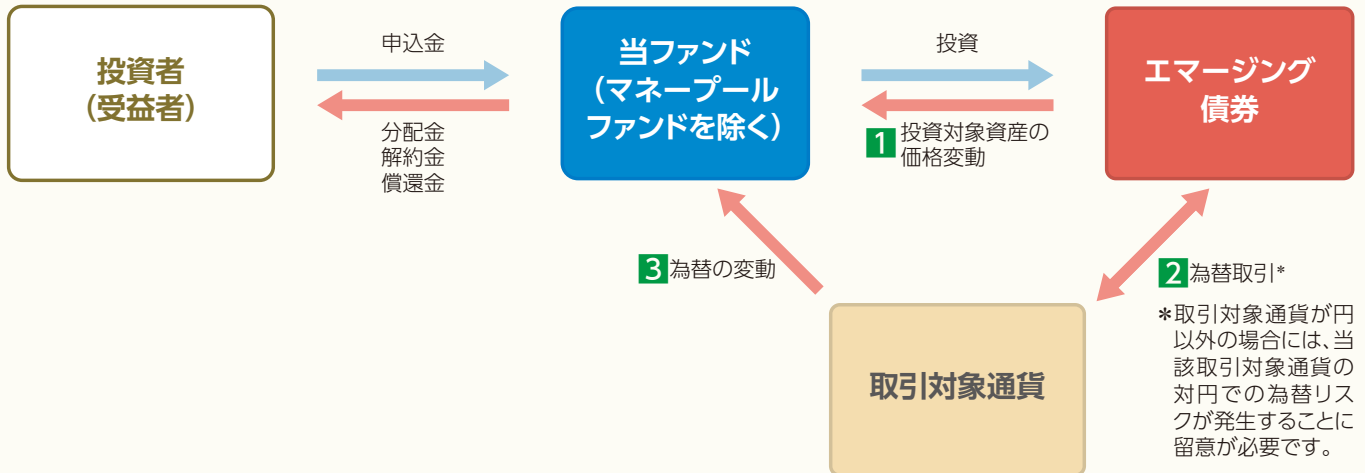 投資者
(受益者)
申込金
分配金
解約金
償還金
当ファンド
(マネープール
ファンドを除く)
投資
1 投資対象資産の
価格変動
エマージング
債券
3 為替の変動
2 為替取引*
*取引対象通貨が円
以外の場合には、当
該取引対象通貨の
対円での為替リス
クが発生することに
留意が必要です。
取引対象通貨